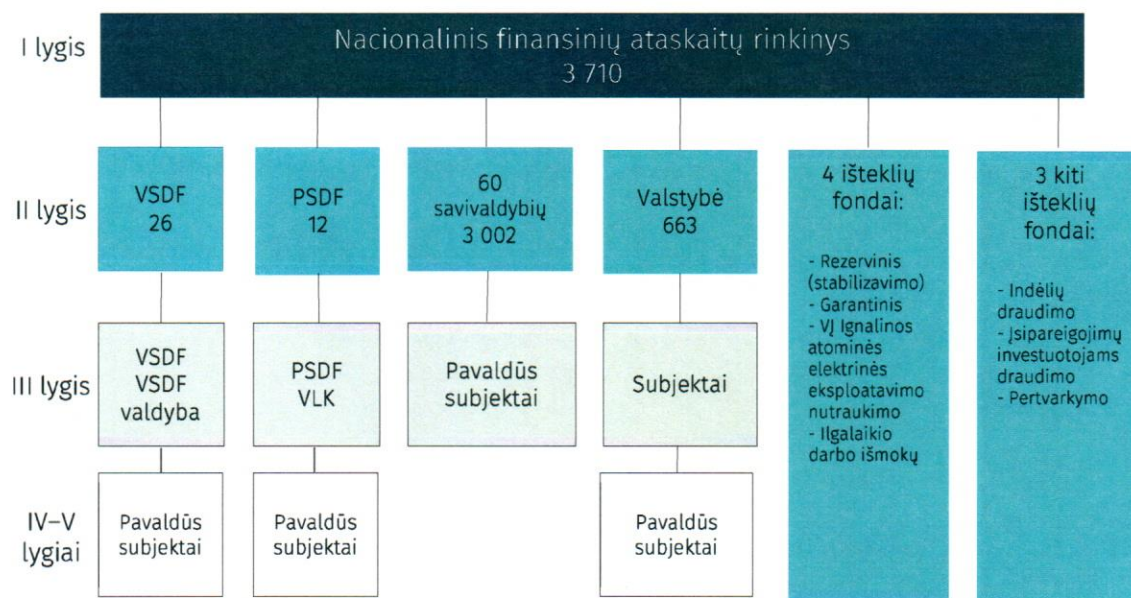 I lygis
Nacionalinis finansinių ataskaitų rinkinys
3 710
II lygis
VSDF
26
PSDF
12
60
savivaldybių
3 002
Valstybė
663
4 išteklių
fondai:
- Rezervinis
(stabilizavimo)
- Garantinis
- VĮ Ignalinos
atominės
elektrinės
eksploatavimo
nutraukimo
- Ilgalaikio
darbo išmokų
3 kiti
išteklių
fondai:
- Indėlių
draudimo
- Įsipareigojimų
investuotojams
draudimo
- Pertvarkymo
III lygis
VSDF
VSDF
valdyba
PSDF
VLK
Pavaldūs
subjektai
Subjektai
IV–V
lygiai
Pavaldūs
subjektai
Pavaldūs
subjektai
Pavaldūs
subjektai